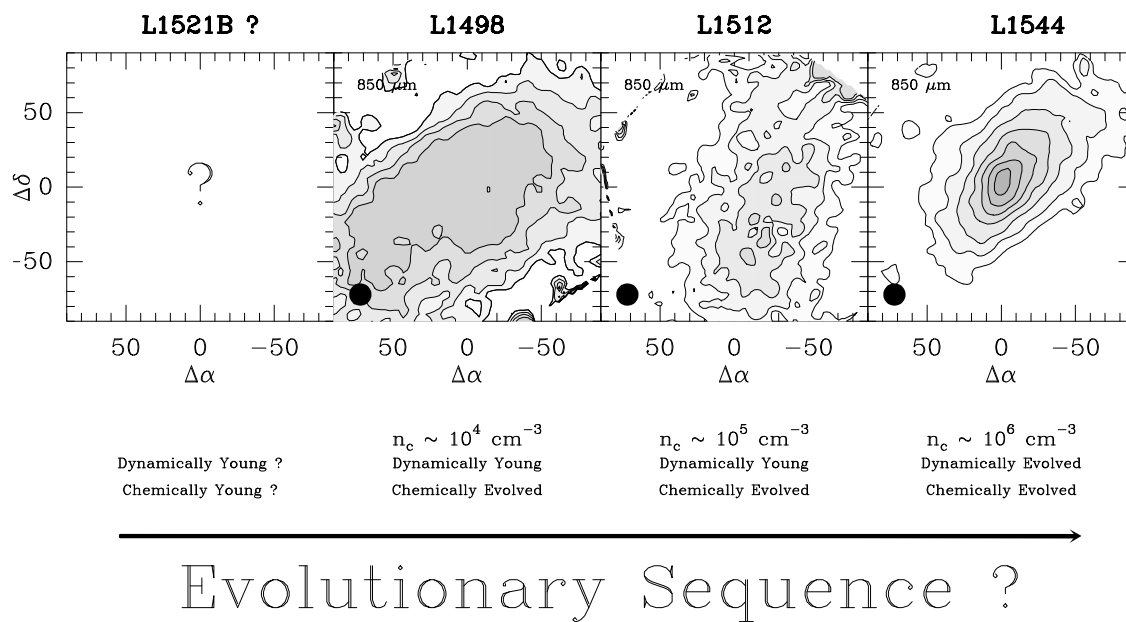 L1521B ? L1498 L1512 L1544
850 μm 850 μm 850 μm
50
0
-50
Δδ
?
50 0 −50 50 0 −50 50 0 −50 50 0 −50
Δα Δα Δα Δα
n_c ~ 10^4 cm^−3 n_c ~ 10^5 cm^−3 n_c ~ 10^6 cm^−3
Dynamically Young ? Dynamically Young Dynamically Young Dynamically Evolved
Chemically Young ? Chemically Evolved Chemically Evolved Chemically Evolved
Evolutionary Sequence ?